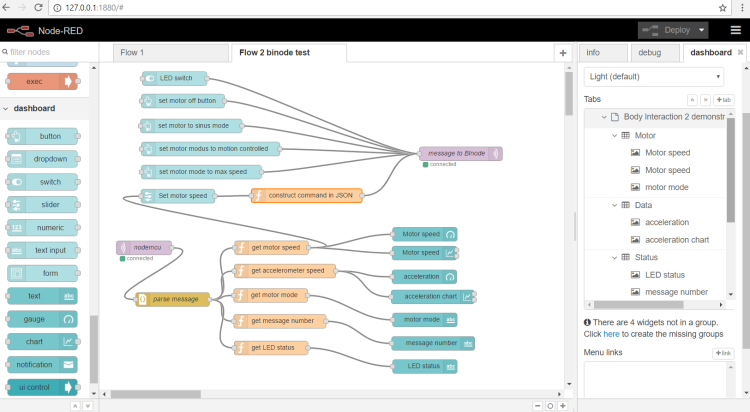 127.0.0.1:1880/#
Node-RED
Deploy
filter nodes
Flow 1
Flow 2 binode test
info
debug
dashboard
exec
dashboard
button
dropdown
switch
slider
numeric
text input
form
text
gauge
chart
notification
ui control
LED switch
set motor off button
set motor to sinus mode
set motor modus to motion controlled
set motor mode to max speed
Set motor speed
construct command in JSON
message to BInode
connected
nodemcu
connected
parse message
get motor speed
get accelerometer speed
get motor mode
get message number
get LED status
Motor speed
Motor speed
acceleration
acceleration chart
motor mode
message number
LED status
Light (default)
Tabs
+tab
Body Interaction 2 demonstr
Motor
Motor speed
Motor speed
motor mode
Data
acceleration
acceleration chart
Status
LED status
message number
There are 4 widgets not in a group.
Click here to create the missing groups
Menu links
+link